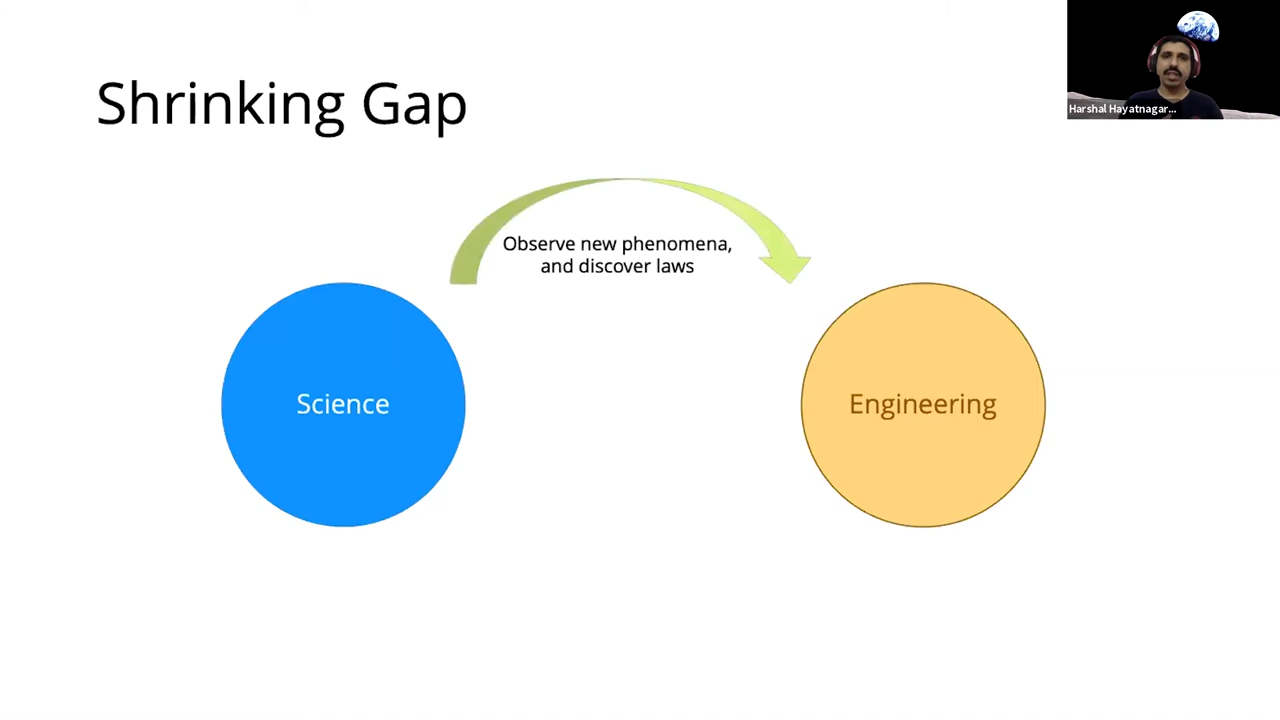 Shrinking Gap
Harshal Hayatnagar...
Observe new phenomena,
and discover laws
Science
Engineering